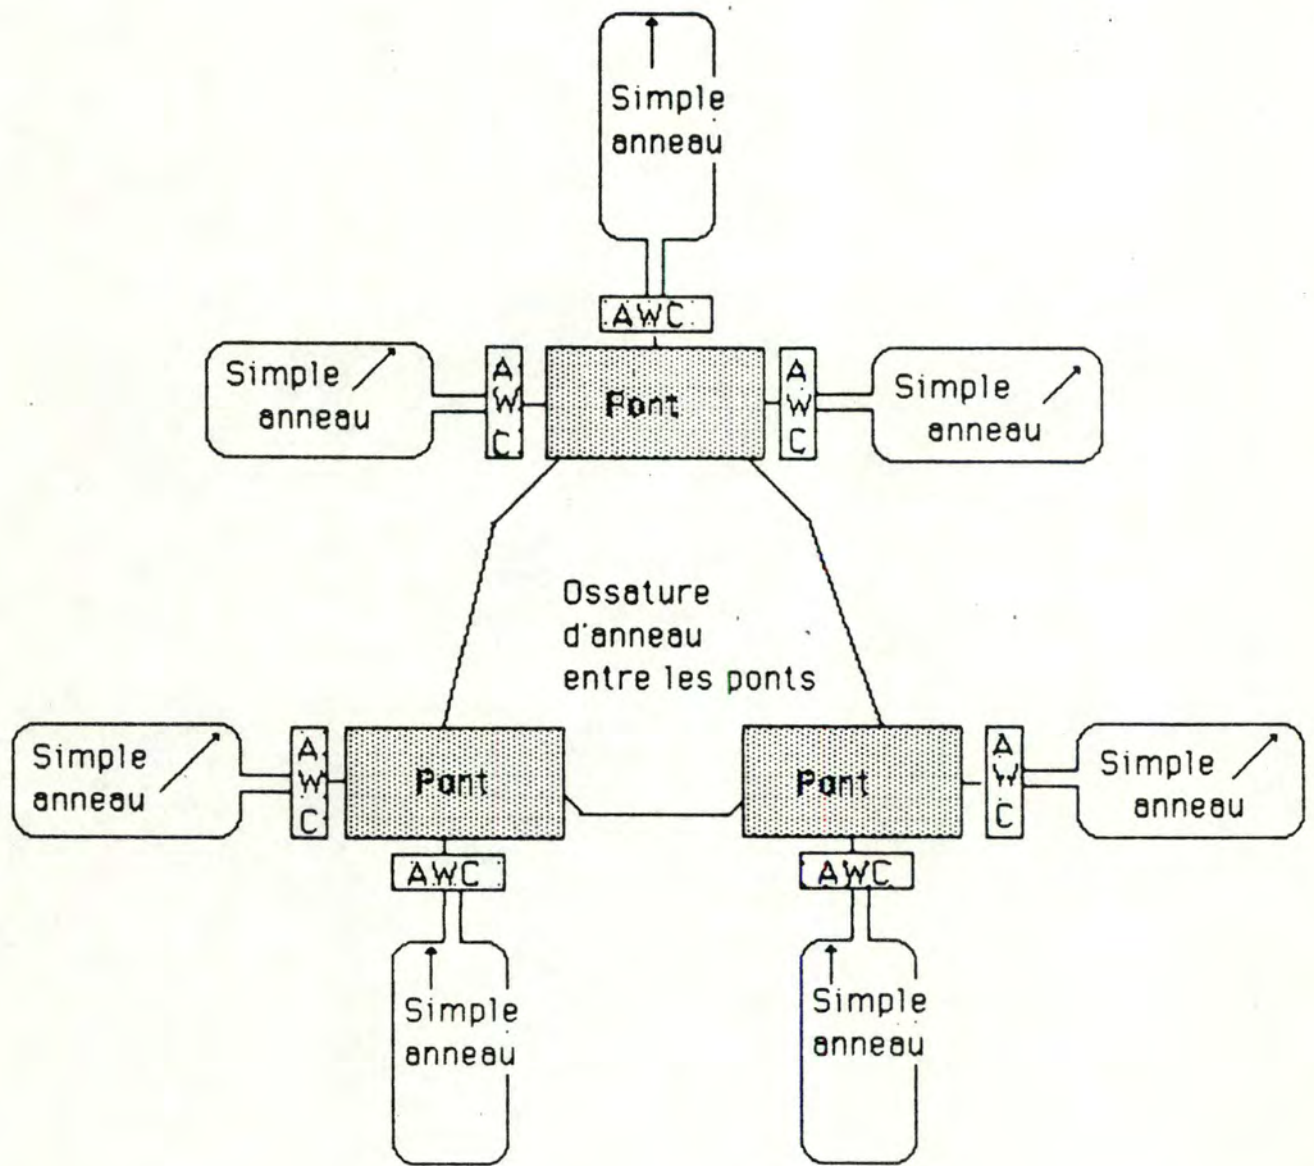 Simple
anneau
AWC
Simple
anneau
A
W
C
Pont
A
W
C
Simple
anneau
Ossature
d'anneau
entre les ponts
Simple
anneau
A
W
C
Pont
Pont
A
W
C
Simple
anneau
AWC
AWC
Simple
anneau
Simple
anneau